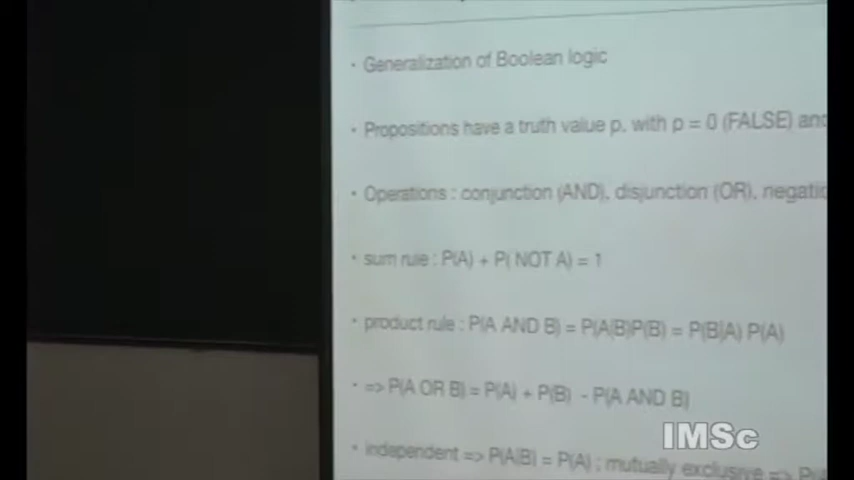 • Generalization of Boolean logic
• Propositions have a truth value p. with p = 0 (FALSE) and
• Operations : conjunction (AND), disjunction (OR), negatio
• sum rule : P(A) + P( NOT A) = 1
• product rule : P(A AND B) = P(A|B)P(B) = P(B|A) P(A)
• => P(A OR B) = P(A) + P(B) - P(A AND B)
• independent => P(A|B) = P(A) ; mutually exclusive =>
IMSc